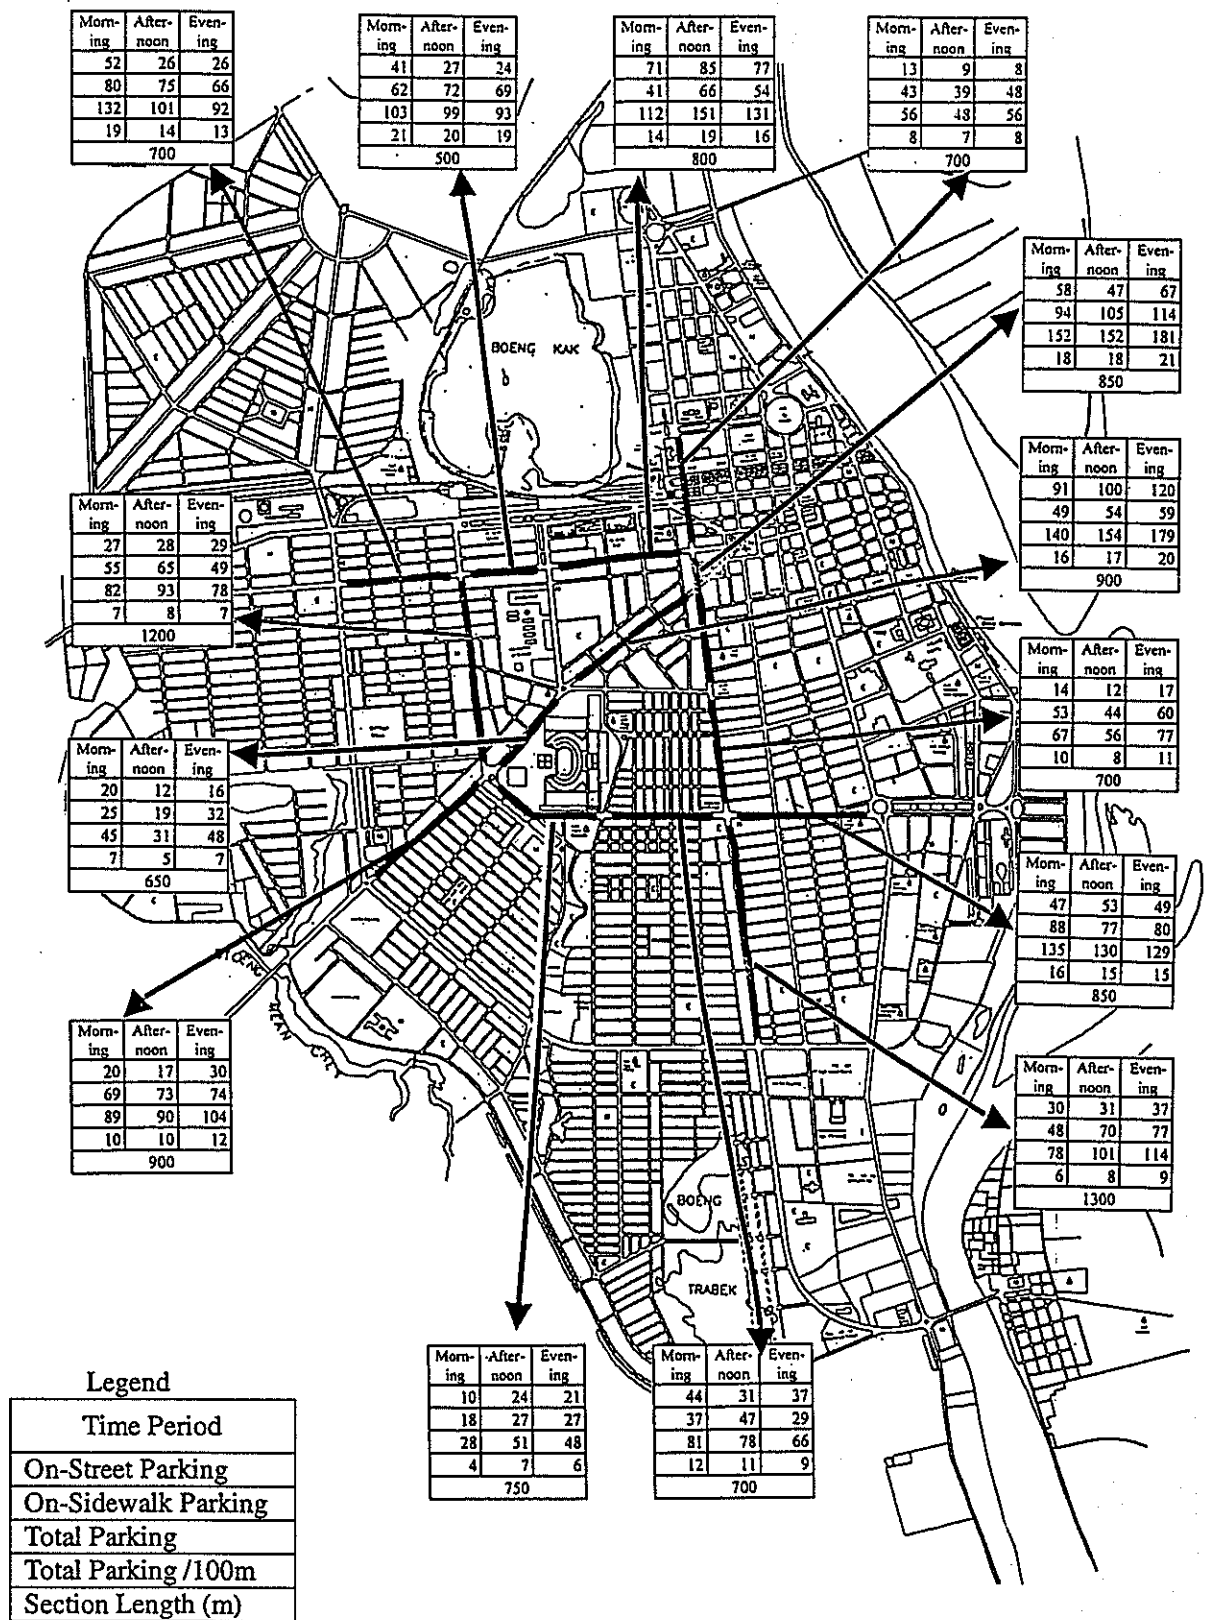 Morn- After- Even-
ing noon ing
52 26 26
80 75 66
132 101 92
19 14 13
700
Morn- After- Even-
ing noon ing
41 27 24
62 72 69
103 99 93
21 20 19
500
Morn- After- Even-
ing noon ing
71 85 77
41 66 54
112 151 131
14 19 16
800
Morn- After- Even-
ing noon ing
13 9 8
43 39 48
56 48 56
8 7 8
700
Morn- After- Even-
ing noon ing
58 47 67
94 105 114
152 152 181
18 18 21
850
BOENG KAK
Morn- After- Even-
ing noon ing
91 100 120
49 54 59
140 154 179
16 17 20
900
Morn- After- Even-
ing noon ing
27 28 29
55 65 49
82 93 78
7 8 7
1200
Morn- After- Even-
ing noon ing
14 12 17
53 44 60
67 56 77
10 8 11
700
Morn- After- Even-
ing noon ing
20 12 16
25 19 32
45 31 48
7 5 7
650
Morn- After- Even-
ing noon ing
47 53 49
88 77 80
135 130 129
16 15 15
850
Morn- After- Even-
ing noon ing
20 17 30
69 73 74
89 90 104
10 10 12
900
Morn- After- Even-
ing noon ing
30 31 37
48 70 77
78 101 114
6 8 9
1300
BOENG
TRABEK
Morn- After- Even-
ing noon ing
10 24 21
18 27 27
28 51 48
4 7 6
750
Morn- After- Even-
ing noon ing
44 31 37
37 47 29
81 78 66
12 11 9
700
Legend
Time Period
On-Street Parking
On-Sidewalk Parking
Total Parking
Total Parking /100m
Section Length (m)